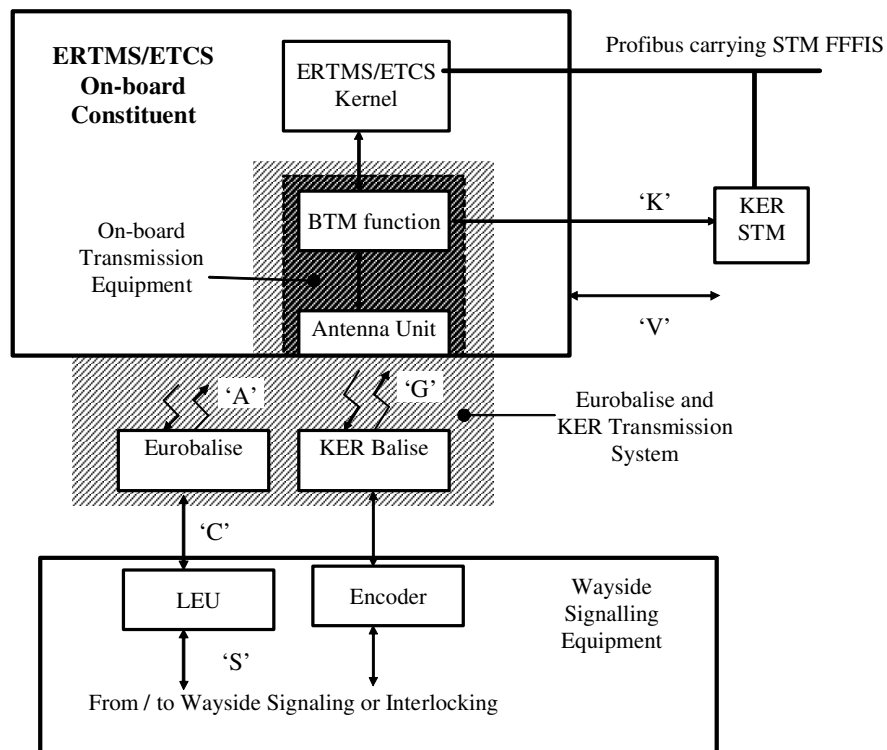 Profibus carrying STM FFFIS
ERTMS/ETCS
On-board
Constituent
ERTMS/ETCS
Kernel
BTM function
‘K’
KER
STM
On-board
Transmission
Equipment
Antenna Unit
‘V’
‘A’
‘G’
Eurobalise and
KER Transmission
System
Eurobalise
KER Balise
‘C’
LEU
Encoder
Wayside
Signalling
Equipment
‘S’
From / to Wayside Signaling or Interlocking